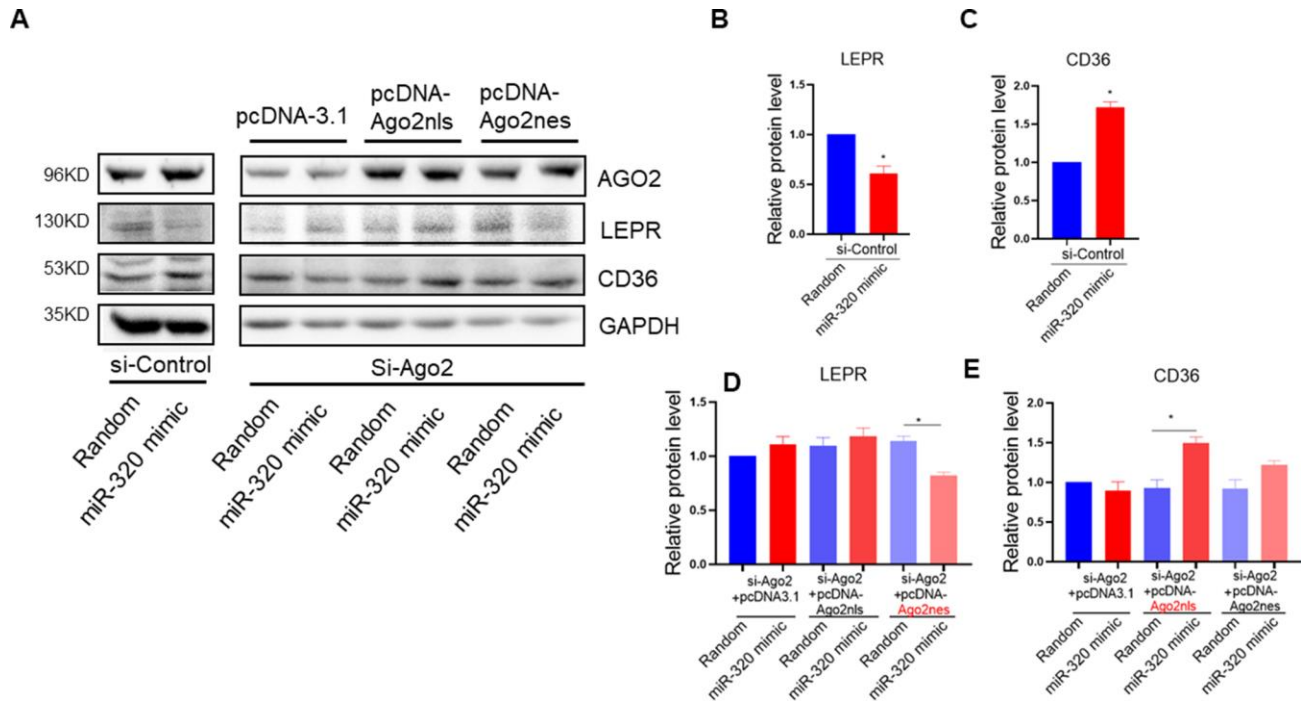 A
pcDNA-3.1
pcDNA-
Ago2nls
pcDNA-
Ago2nes
96KD
AGO2
130KD
LEPR
53KD
CD36
35KD
GAPDH
si-Control
Si-Ago2
Random
miR-320 mimic
Random
miR-320 mimic
Random
miR-320 mimic
Random
miR-320 mimic
B
LEPR
Relative protein level
1.5
1.0
0.5
0.0
*
si-Control
Random
miR-320 mimic
C
CD36
Relative protein level
2.0
1.5
1.0
0.5
0.0
*
si-Control
Random
miR-320 mimic
D
LEPR
Relative protein level
1.5
1.0
0.5
0.0
*
si-Ago2
+pcDNA3.1
si-Ago2
+pcDNA-
Ago2nls
si-Ago2
+pcDNA-
Ago2nes
Random
miR-320 mimic
Random
miR-320 mimic
Random
miR-320 mimic
E
CD36
Relative protein level
2.0
1.5
1.0
0.5
0.0
*
si-Ago2
+pcDNA3.1
si-Ago2
+pcDNA-
Ago2nls
si-Ago2
+pcDNA-
Ago2nes
Random
miR-320 mimic
Random
miR-320 mimic
Random
miR-320 mimic